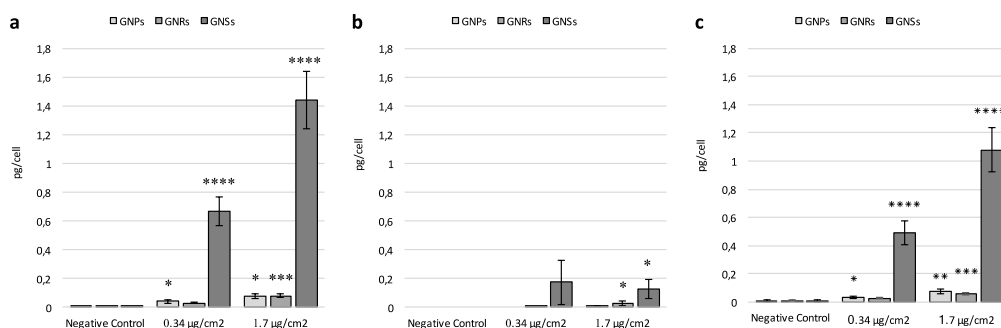 a
GNPs GNRs GNSs
1,8
1,6
1,4
1,2
1
0,8
0,6
0,4
0,2
0
pg/cell
****
****
* * ***
Negative Control 0.34 µg/cm2 1.7 µg/cm2
b
GNPs GNRs GNSs
1,8
1,6
1,4
1,2
1
0,8
0,6
0,4
0,2
0
pg/cell
* *
Negative Control 0.34 µg/cm2 1.7 µg/cm2
c
GNPs GNRs GNSs
1,8
1,6
1,4
1,2
1
0,8
0,6
0,4
0,2
0
pg/cell
****
****
* ** ***
Negative Control 0.34 µg/cm2 1.7 µg/cm2